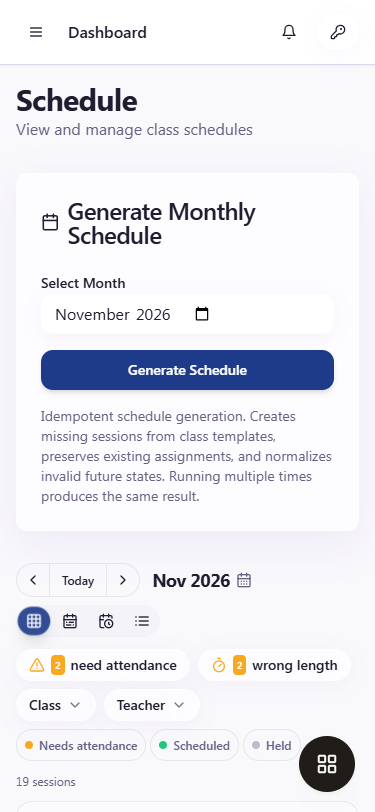 Dashboard
Schedule
View and manage class schedules
Generate Monthly
Schedule
Select Month
November 2026
Generate Schedule
Idempotent schedule generation. Creates
missing sessions from class templates,
preserves existing assignments, and normalizes
invalid future states. Running multiple times
produces the same result.
Today
Nov 2026
2 need attendance
2 wrong length
Class
Teacher
Needs attendance
Scheduled
Held
19 sessions